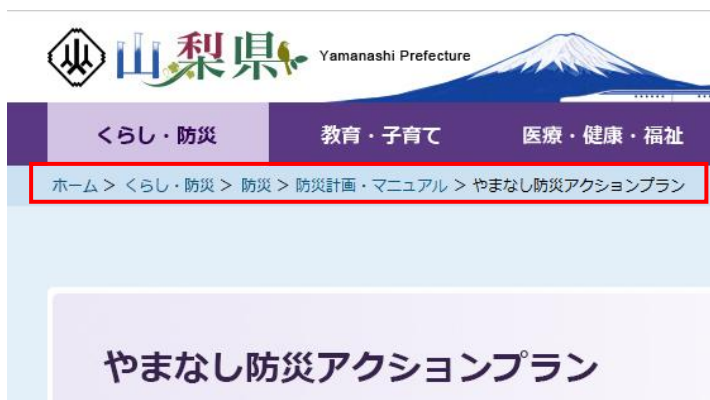 山梨県 Yamanashi Prefecture
くらし・防災 教育・子育て 医療・健康・福祉
ホーム > くらし・防災 > 防災 > 防災計画・マニュアル > やまなし防災アクションプラン
やまなし防災アクションプラン